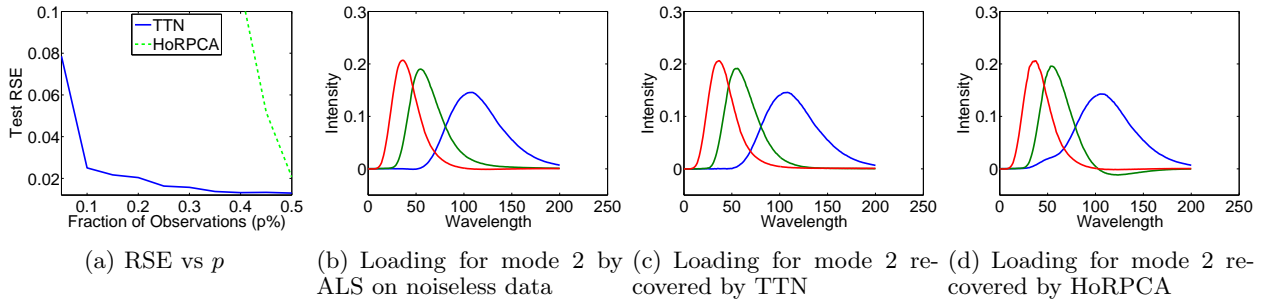 0.1
0.08
0.06
0.04
0.02
Test RSE
TTN
HoRPCA
0.1 0.2 0.3 0.4 0.5
Fraction of Observations (p%)
(a) RSE vs p
0.3
0.2
0.1
0
Intensity
0 50 100 150 200 250
Wavelength
(b) Loading for mode 2 by
ALS on noiseless data
0.3
0.2
0.1
0
Intensity
0 50 100 150 200 250
Wavelength
(c) Loading for mode 2 re-
covered by TTN
0.3
0.2
0.1
0
Intensity
0 50 100 150 200 250
Wavelength
(d) Loading for mode 2 re-
covered by HoRPCA